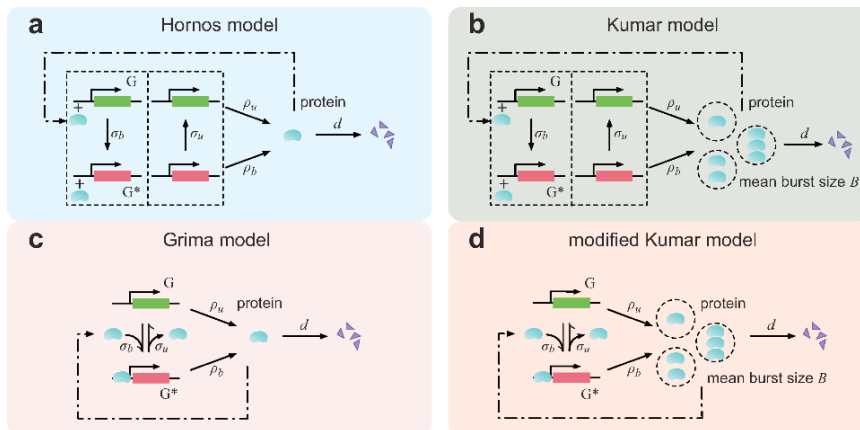 a Hornos model
G
+
σb
σu
ρu
ρb
protein
d
+
G*
b Kumar model
G
+
σb
σu
ρu
ρb
protein
d
+
G*
mean burst size B
c Grima model
G
ρu
protein
σb
σu
d
ρb
G*
d modified Kumar model
G
ρu
protein
σb
σu
d
ρb
mean burst size B
G*